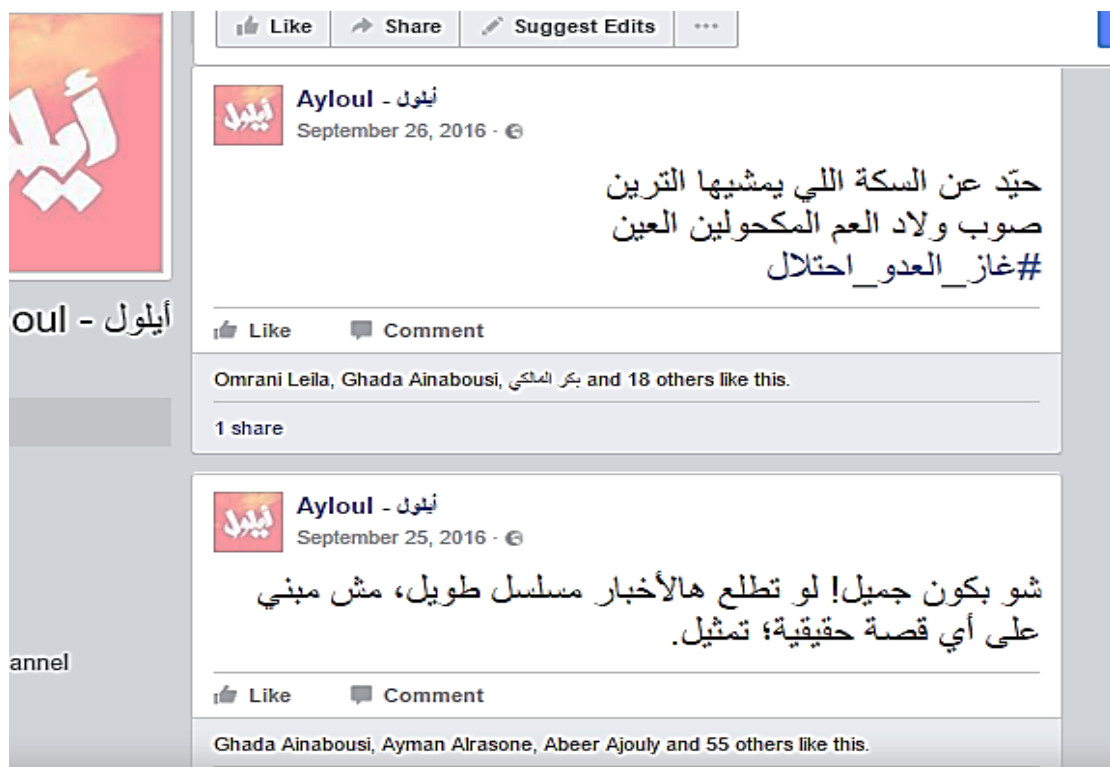 Like Share Suggest Edits ...
Ayloul - أيلول
September 26, 2016 ·
حيّد عن السكة اللي يمشيها الترين
صوب ولاد العم المكحولين العين
#غاز_العدو_احتلال
Like Comment
Omrani Leila, Ghada Ainabousi, بكر المالكي and 18 others like this.
1 share
أيلول
oul - أيلول
Ayloul - أيلول
September 25, 2016 ·
شو بكون جميل! لو تطلع هالأخبار مسلسل طويل، مش مبني
على أي قصة حقيقية؛ تمثيل.
Like Comment
annel
Ghada Ainabousi, Ayman Alrasone, Abeer Ajouly and 55 others like this.